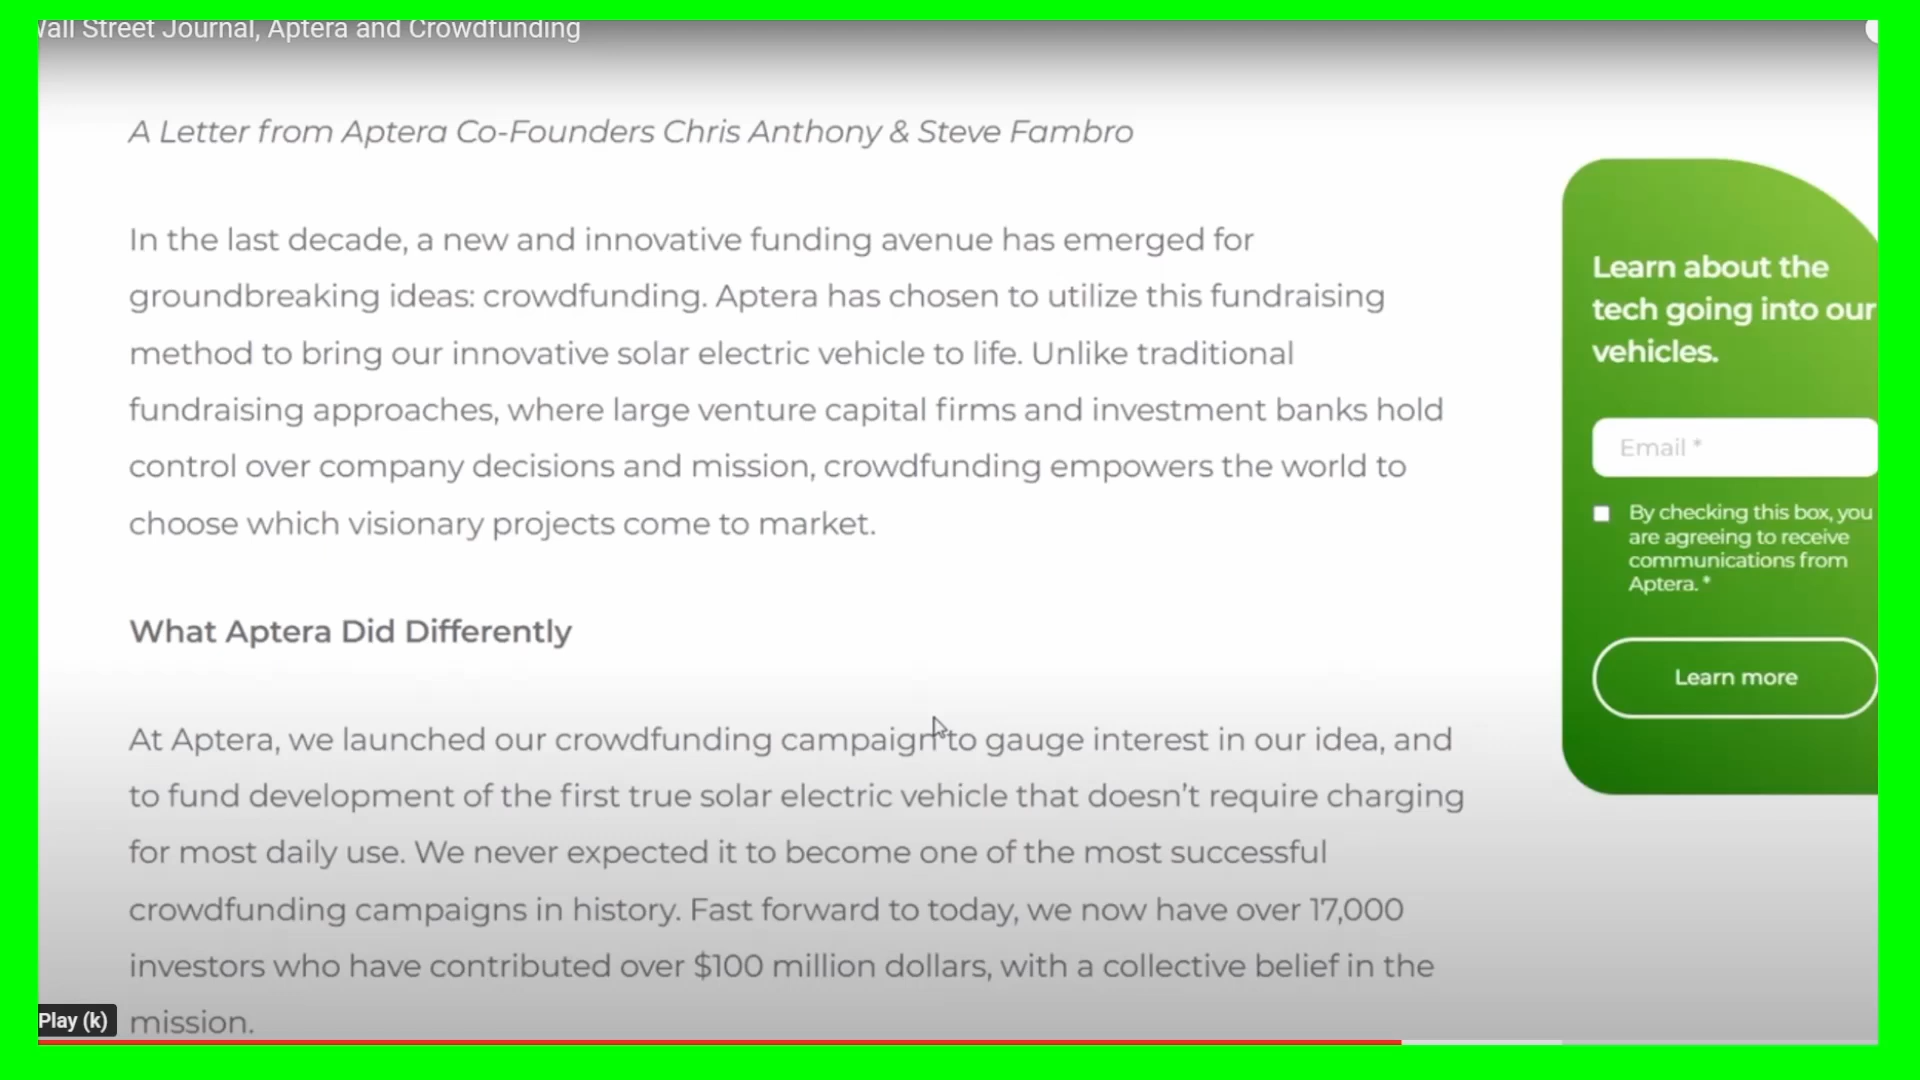 Wall Street Journal, Aptera and Crowdfunding
A Letter from Aptera Co-Founders Chris Anthony & Steve Fambro
In the last decade, a new and innovative funding avenue has emerged for
groundbreaking ideas: crowdfunding. Aptera has chosen to utilize this fundraising
method to bring our innovative solar electric vehicle to life. Unlike traditional
fundraising approaches, where large venture capital firms and investment banks hold
control over company decisions and mission, crowdfunding empowers the world to
choose which visionary projects come to market.
What Aptera Did Differently
At Aptera, we launched our crowdfunding campaign to gauge interest in our idea, and
to fund development of the first true solar electric vehicle that doesn't require charging
for most daily use. We never expected it to become one of the most successful
crowdfunding campaigns in history. Fast forward to today, we now have over 17,000
investors who have contributed over $100 million dollars, with a collective belief in the
mission.
Play (k)
Learn about the
tech going into our
vehicles.
Email *
By checking this box, you
are agreeing to receive
communications from
Aptera. *
Learn more